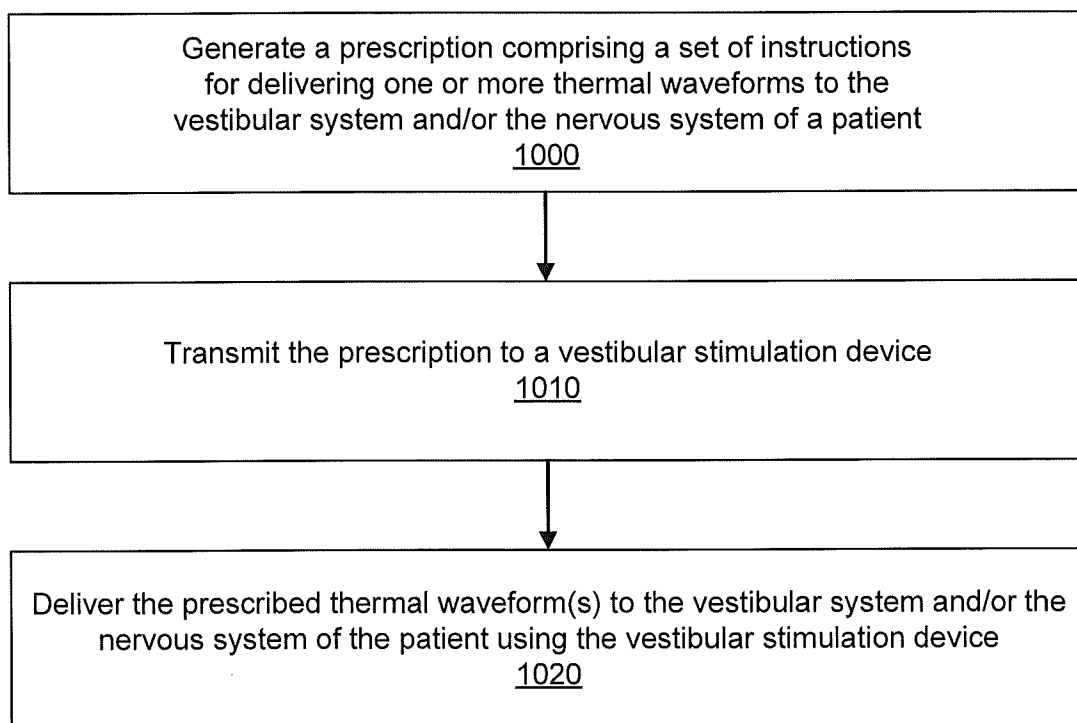 Generate a prescription comprising a set of instructions
for delivering one or more thermal waveforms to the
vestibular system and/or the nervous system of a patient
1000
Transmit the prescription to a vestibular stimulation device
1010
Deliver the prescribed thermal waveform(s) to the vestibular system and/or the
nervous system of the patient using the vestibular stimulation device
1020